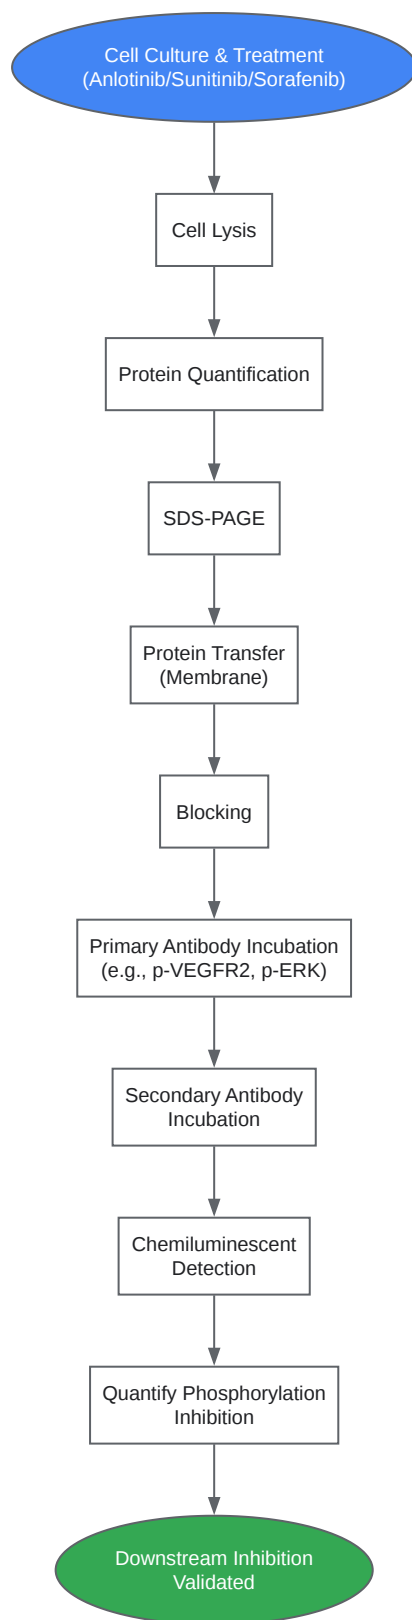 Cell Culture & Treatment
(Anlotinib/Sunitinib/Sorafenib)
Cell Lysis
Protein Quantification
SDS-PAGE
Protein Transfer
(Membrane)
Blocking
Primary Antibody Incubation
(e.g., p-VEGFR2, p-ERK)
Secondary Antibody
Incubation
Chemiluminescent
Detection
Quantify Phosphorylation
Inhibition
Downstream Inhibition
Validated